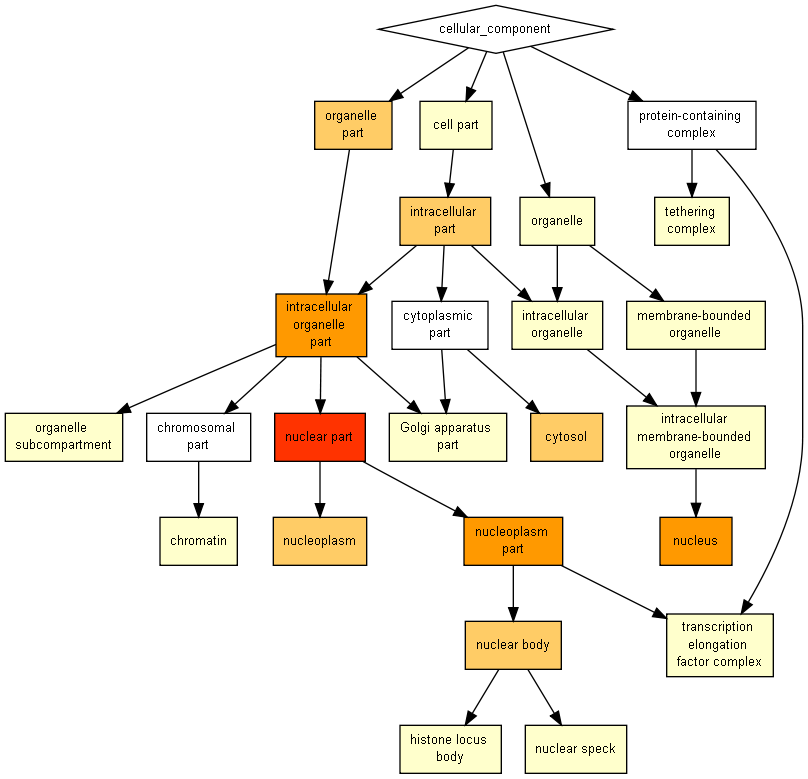 cellular_component
organelle
part
cell part
protein-containing
complex
intracellular
part
organelle
tethering
complex
intracellular
organelle
part
cytoplasmic
part
intracellular
organelle
membrane-bounded
organelle
organelle
subcompartment
chromosomal
part
nuclear part
Golgi apparatus
part
cytosol
intracellular
membrane-bounded
organelle
chromatin
nucleoplasm
nucleoplasm
part
nucleus
nuclear body
transcription
elongation
factor complex
histone locus
body
nuclear speck